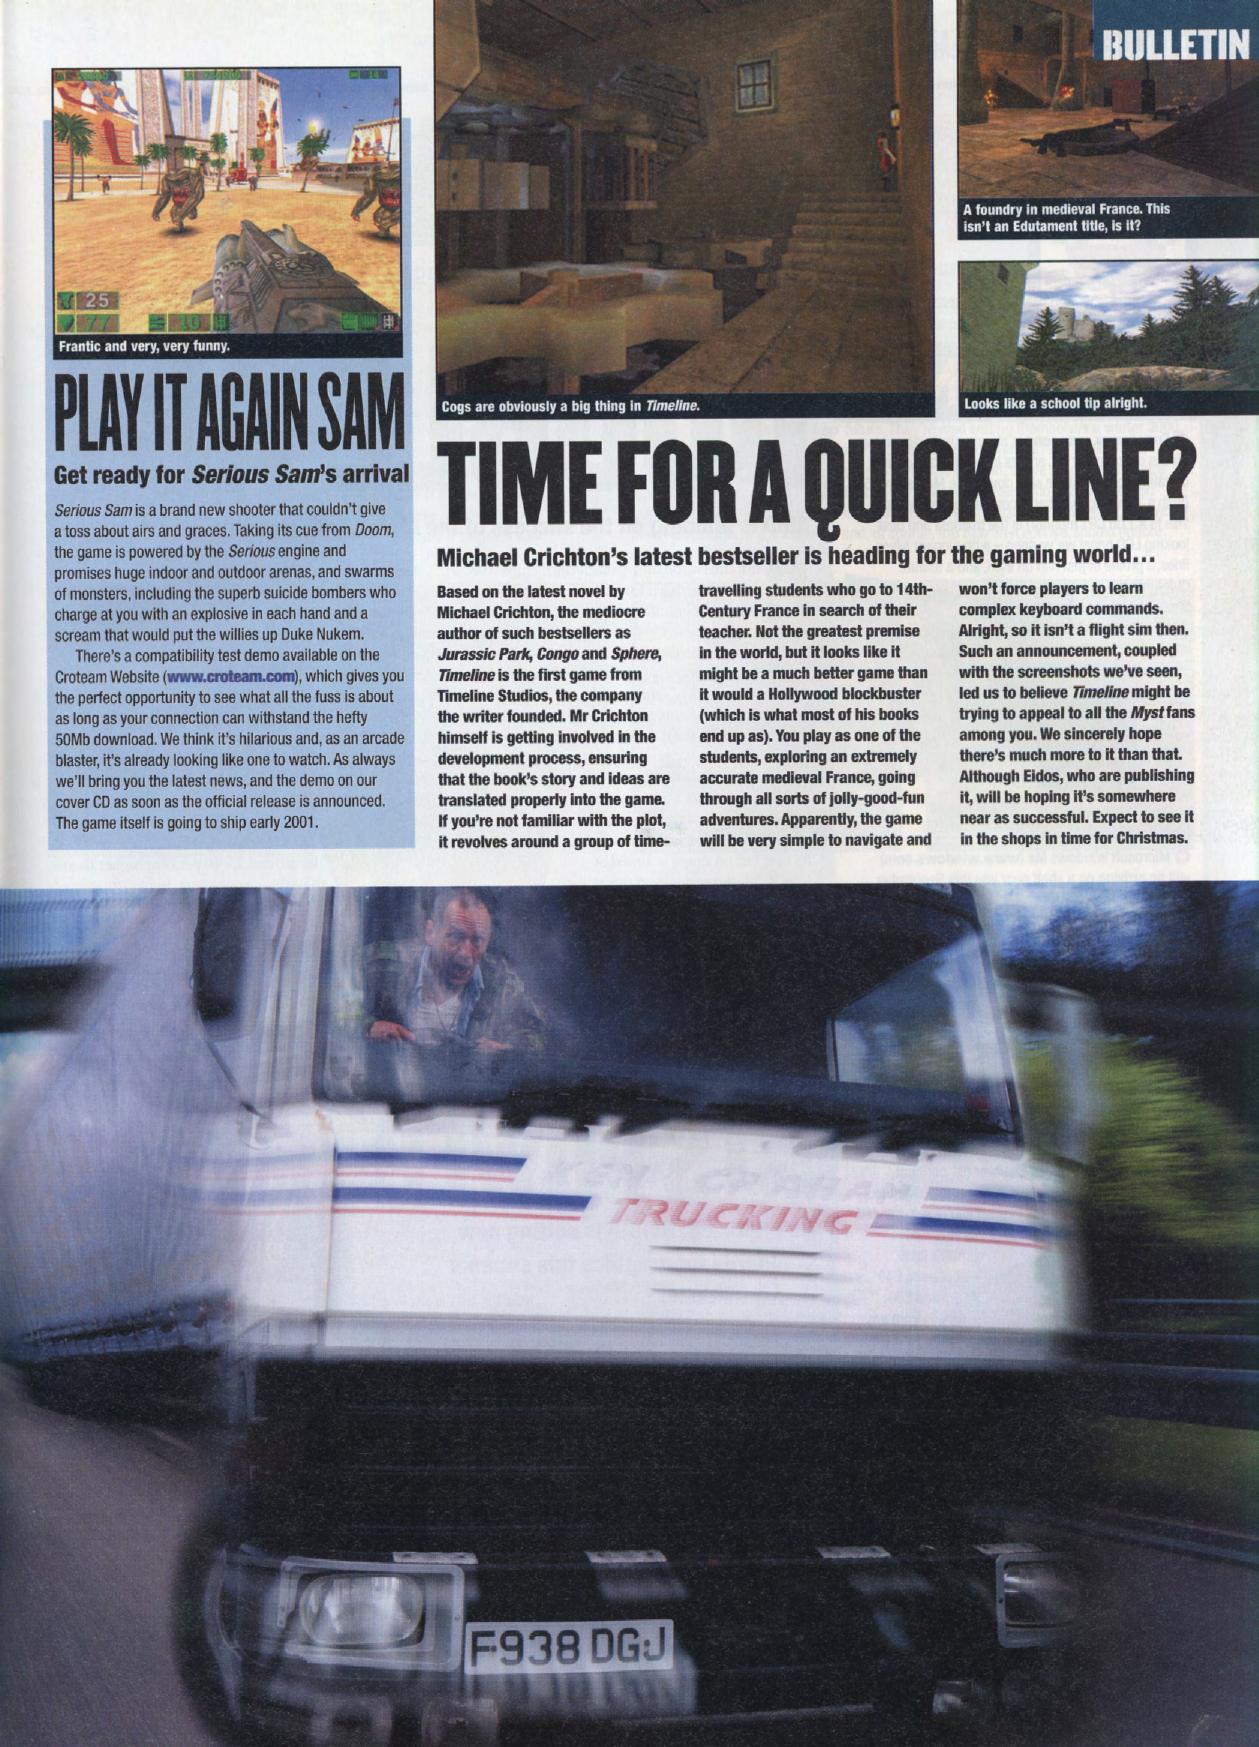 BULLETIN
25
77
10
Frantic and very, very funny.
PLAY IT AGAIN SAM
Get ready for Serious Sam's arrival
Serious Sam is a brand new shooter that couldn't give
a toss about airs and graces. Taking its cue from Doom,
the game is powered by the Serious engine and
promises huge indoor and outdoor arenas, and swarms
of monsters, including the superb suicide bombers who
charge at you with an explosive in each hand and a
scream that would put the willies up Duke Nukem.
There's a compatibility test demo available on the
Croteam Website (www.croteam.com), which gives you
the perfect opportunity to see what all the fuss is about
as long as your connection can withstand the hefty
50Mb download. We think it's hilarious and, as an arcade
blaster, it's already looking like one to watch. As always
we'll bring you the latest news, and the demo on our
cover CD as soon as the official release is announced.
The game itself is going to ship early 2001.
Cogs are obviously a big thing in Timeline.
A foundry in medieval France. This
isn't an Edutament title, is it?
Looks like a school tip alright.
TIME FOR A QUICK LINE?
Michael Crichton's latest bestseller is heading for the gaming world...
Based on the latest novel by
Michael Crichton, the mediocre
author of such bestsellers as
Jurassic Park, Congo and Sphere,
Timeline is the first game from
Timeline Studios, the company
the writer founded. Mr Crichton
himself is getting involved in the
development process, ensuring
that the book's story and ideas are
translated properly into the game.
If you're not familiar with the plot,
it revolves around a group of time-
travelling students who go to 14th-
Century France in search of their
teacher. Not the greatest premise
in the world, but it looks like it
might be a much better game than
it would a Hollywood blockbuster
(which is what most of his books
end up as). You play as one of the
students, exploring an extremely
accurate medieval France, going
through all sorts of jolly-good-fun
adventures. Apparently, the game
will be very simple to navigate and
won't force players to learn
complex keyboard commands.
Alright, so it isn't a flight sim then.
Such an announcement, coupled
with the screenshots we've seen,
led us to believe Timeline might be
trying to appeal to all the Myst fans
among you. We sincerely hope
there's much more to it than that.
Although Eidos, who are publishing
it, will be hoping it's somewhere
near as successful. Expect to see it
in the shops in time for Christmas.
KEN GRAHAM
TRUCKING
F938 DGJ